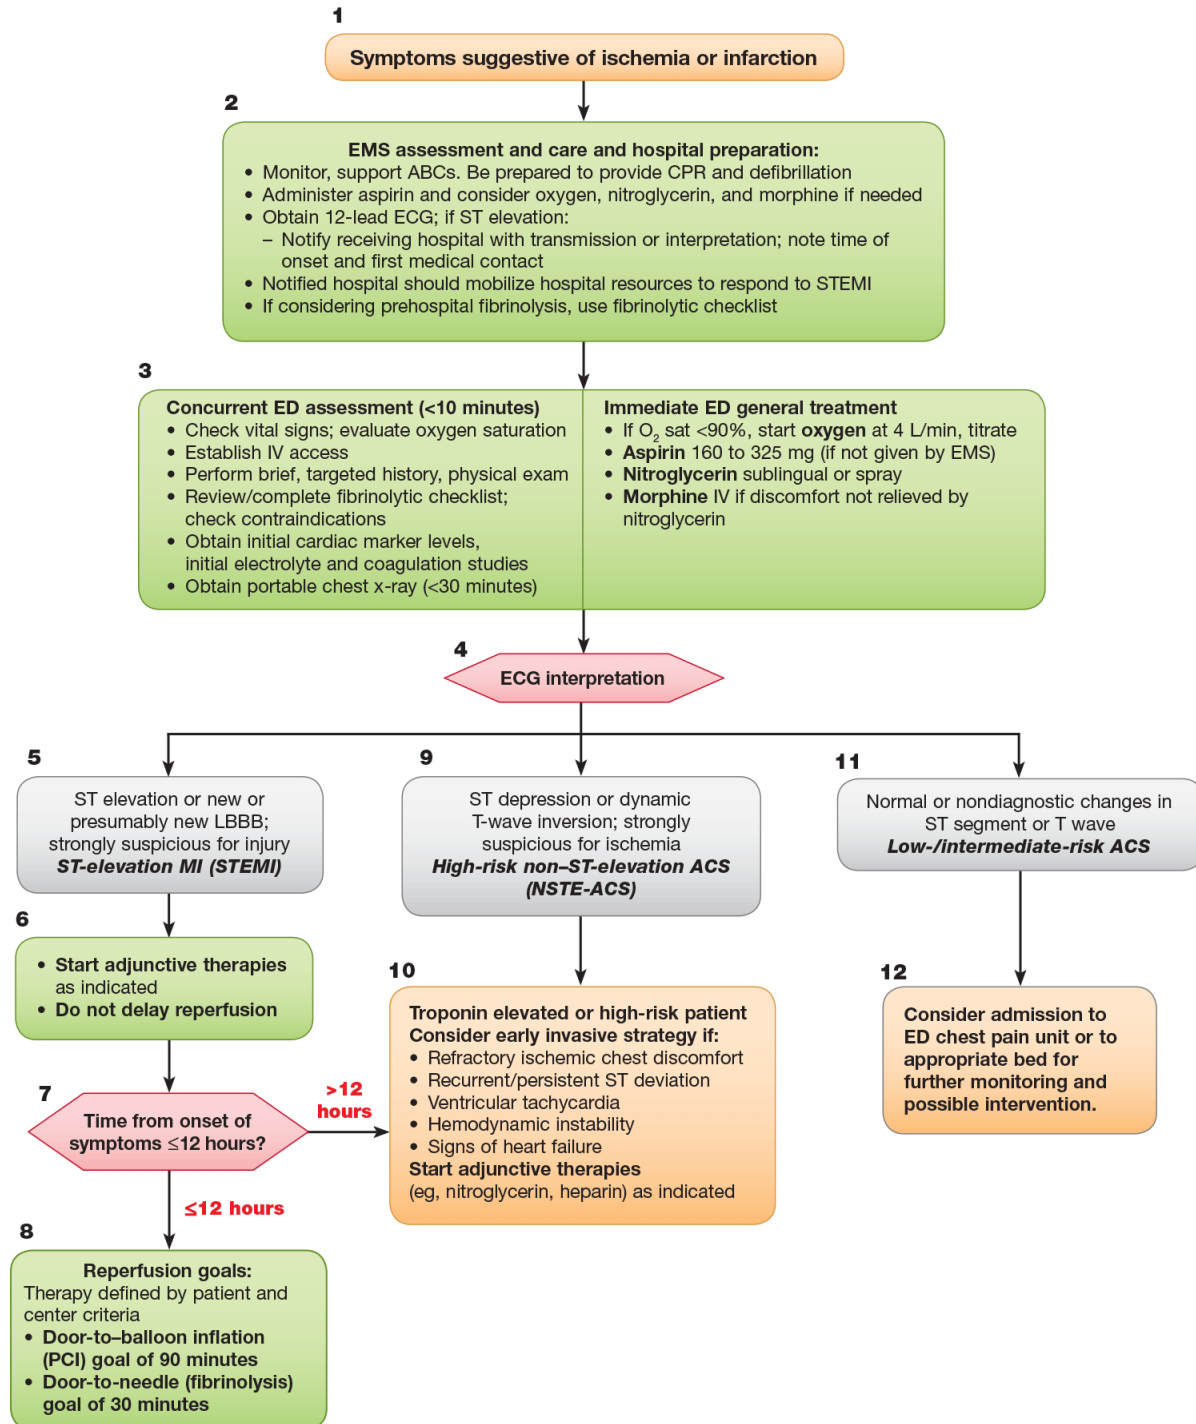 1
Symptoms suggestive of ischemia or infarction
2
EMS assessment and care and hospital preparation:
• Monitor, support ABCs. Be prepared to provide CPR and defibrillation
• Administer aspirin and consider oxygen, nitroglycerin, and morphine if needed
• Obtain 12-lead ECG; if ST elevation:
– Notify receiving hospital with transmission or interpretation; note time of
onset and first medical contact
• Notified hospital should mobilize hospital resources to respond to STEMI
• If considering prehospital fibrinolysis, use fibrinolytic checklist
3
Concurrent ED assessment (<10 minutes)
• Check vital signs; evaluate oxygen saturation
• Establish IV access
• Perform brief, targeted history, physical exam
• Review/complete fibrinolytic checklist;
check contraindications
• Obtain initial cardiac marker levels,
initial electrolyte and coagulation studies
• Obtain portable chest x-ray (<30 minutes)
Immediate ED general treatment
• If O₂ sat <90%, start oxygen at 4 L/min, titrate
• Aspirin 160 to 325 mg (if not given by EMS)
• Nitroglycerin sublingual or spray
• Morphine IV if discomfort not relieved by
nitroglycerin
4
ECG interpretation
5
ST elevation or new or
presumably new LBBB;
strongly suspicious for injury
ST-elevation MI (STEMI)
6
• Start adjunctive therapies
as indicated
• Do not delay reperfusion
7
Time from onset of
symptoms ≤12 hours?
>12
hours
≤12 hours
8
Reperfusion goals:
Therapy defined by patient and
center criteria
• Door-to–balloon inflation
(PCI) goal of 90 minutes
• Door-to-needle (fibrinolysis)
goal of 30 minutes
9
ST depression or dynamic
T-wave inversion; strongly
suspicious for ischemia
High-risk non–ST-elevation ACS
(NSTE-ACS)
10
Troponin elevated or high-risk patient
Consider early invasive strategy if:
• Refractory ischemic chest discomfort
• Recurrent/persistent ST deviation
• Ventricular tachycardia
• Hemodynamic instability
• Signs of heart failure
Start adjunctive therapies
(eg, nitroglycerin, heparin) as indicated
11
Normal or nondiagnostic changes in
ST segment or T wave
Low-/intermediate-risk ACS
12
Consider admission to
ED chest pain unit or to
appropriate bed for
further monitoring and
possible intervention.